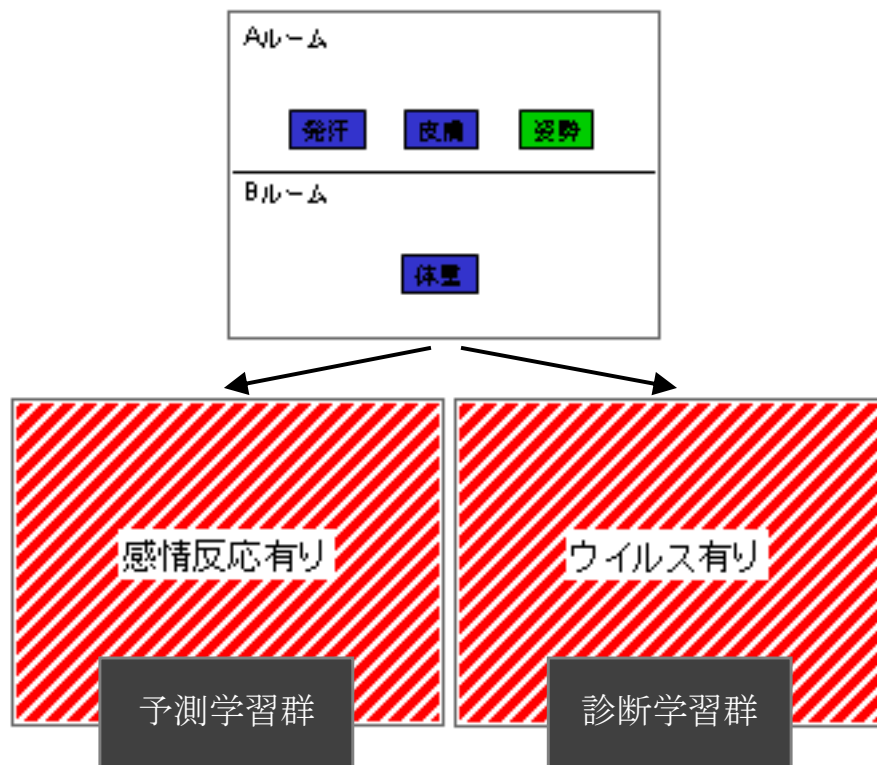 Aルーム
発汗 皮膚 姿勢
Bルーム
体重
感情反応有り ウイルス有り
予測学習群 診断学習群